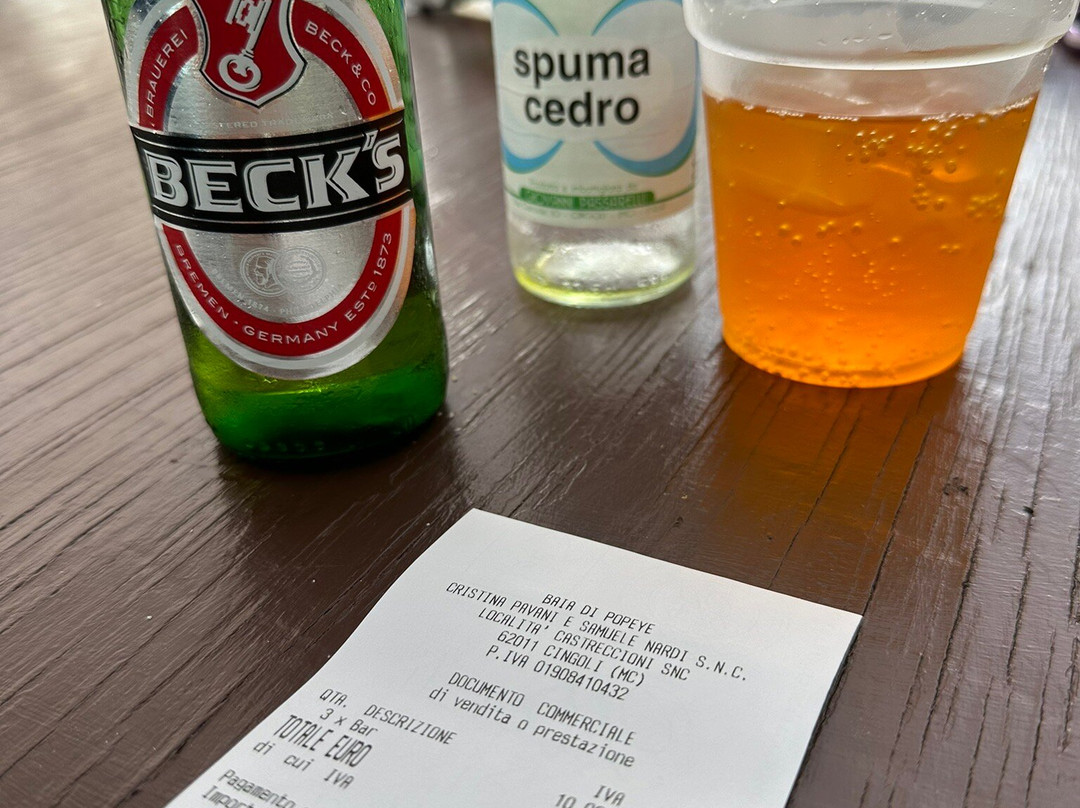 BRAUEREI BECK&CO
BECK'S
BREMEN · GERMANY ESTD 1873
spuma
cedro
BAIA DI POPEYE
CRISTINA PAVANI E SAMUELE NARDI S.N.C.
LOCALITA' CASTRECCIONI SNC
62011 CINGOLI (MC)
P.IVA 01908410432
DOCUMENTO COMMERCIALE
di vendita o prestazione
QTA. DESCRIZIONE IVA
3 x Bar
TOTALE EURO
di cui IVA
Pagamento